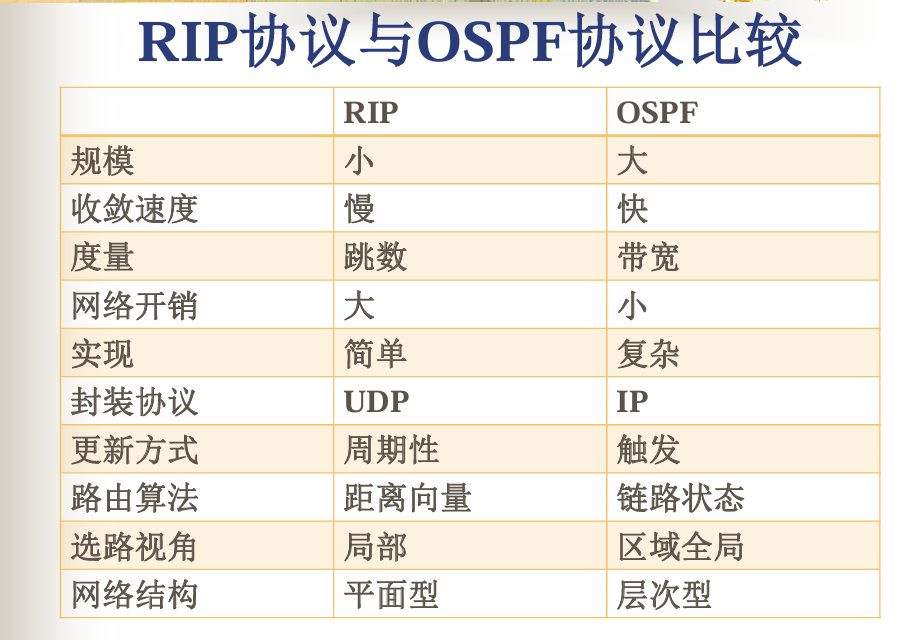 RIP协议与OSPF协议比较
RIP OSPF
规模 小 大
收敛速度 慢 快
度量 跳数 带宽
网络开销 大 小
实现 简单 复杂
封装协议 UDP IP
更新方式 周期性 触发
路由算法 距离向量 链路状态
选路视角 局部 区域全局
网络结构 平面型 层次型